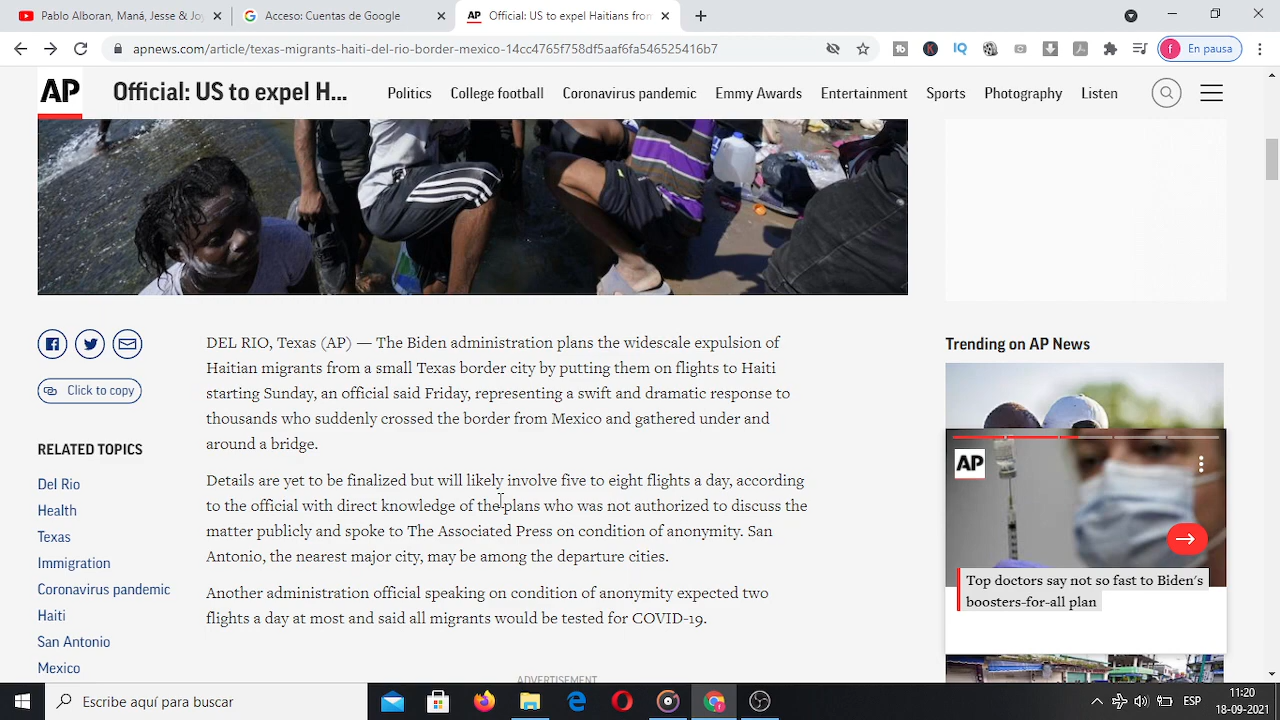 Pablo Alboran, Maná, Jesse & Jo
Acceso: Cuentas de Google
AP Official: US to expel Haitians from
apnews.com/article/texas-migrants-haiti-del-rio-border-mexico-14cc4765f758df5aaf6fa546525416b7
IQ
K
f En pausa
AP
Official: US to expel H...
Politics
College football
Coronavirus pandemic
Emmy Awards
Entertainment
Sports
Photography
Listen
Click to copy
RELATED TOPICS
Del Rio
Health
Texas
Immigration
Coronavirus pandemic
Haiti
San Antonio
Mexico
DEL RIO, Texas (AP) — The Biden administration plans the widescale expulsion of
Haitian migrants from a small Texas border city by putting them on flights to Haiti
starting Sunday, an official said Friday, representing a swift and dramatic response to
thousands who suddenly crossed the border from Mexico and gathered under and
around a bridge.
Details are yet to be finalized but will likely involve five to eight flights a day, according
to the official with direct knowledge of the plans who was not authorized to discuss the
matter publicly and spoke to The Associated Press on condition of anonymity. San
Antonio, the nearest major city, may be among the departure cities.
Another administration official speaking on condition of anonymity expected two
flights a day at most and said all migrants would be tested for COVID-19.
ADVERTISEMENT
Trending on AP News
AP
Top doctors say not so fast to Biden's
boosters-for-all plan
Escribe aquí para buscar
ESP
11:20
18-09-2021